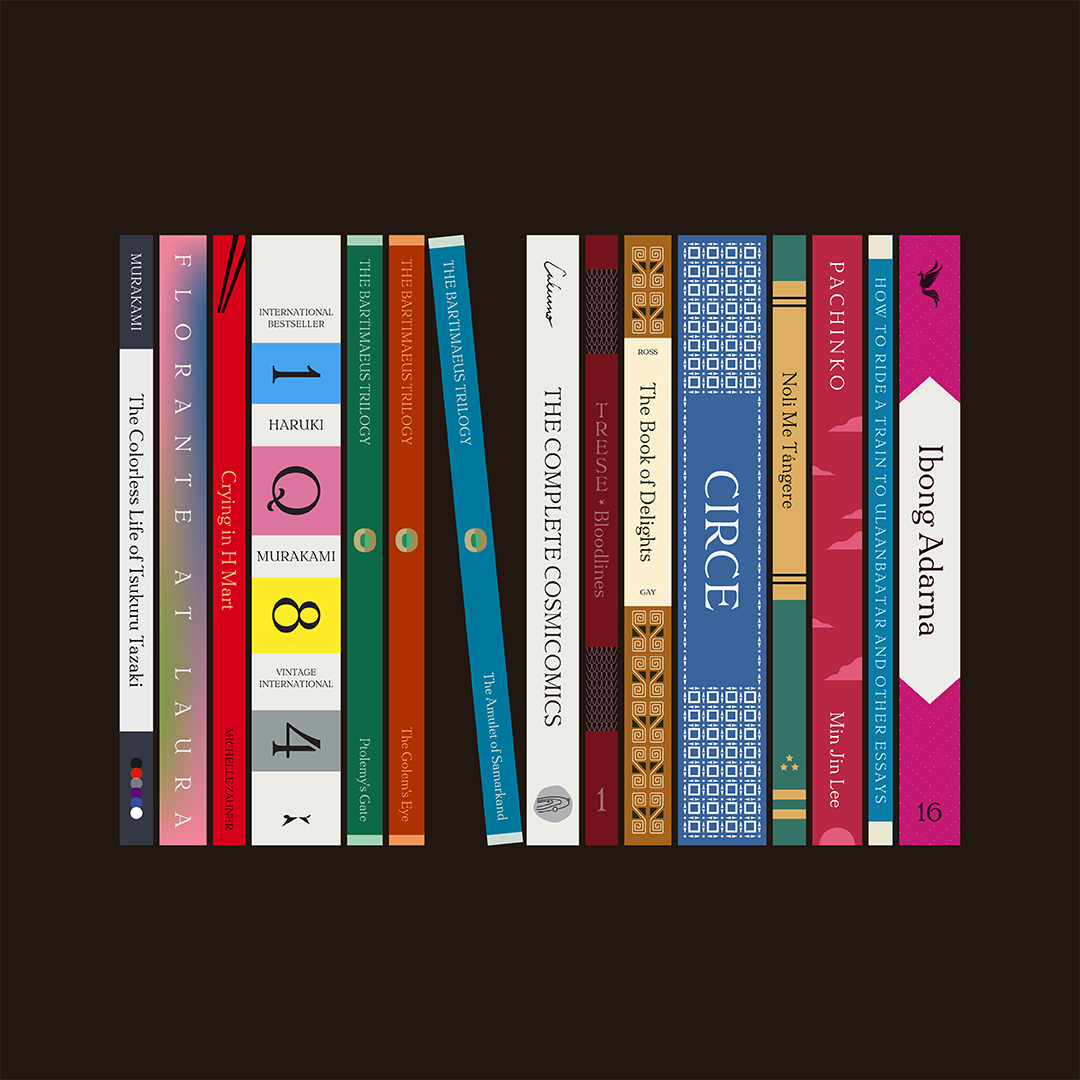 MURAKAMI
The Colorless Life of Tsukuru Tazaki
FLORANTE AT LAURA
Crying in H Mart
MICHELLE ZAUNER
INTERNATIONAL
BESTSELLER
1
HARUKI
Q
MURAKAMI
8
VINTAGE
INTERNATIONAL
4
THE BARTIMAEUS TRILOGY
Ptolemy's Gate
THE BARTIMAEUS TRILOGY
The Golem's Eye
THE BARTIMAEUS TRILOGY
The Amulet of Samarkand
THE COMPLETE COSMICOMICS
TRESE * Bloodlines
1
ROSS
The Book of Delights
GAY
CIRCE
Noli Me Tángere
PACHINKO
Min Jin Lee
HOW TO RIDE A TRAIN TO ULAANBAATAR AND OTHER ESSAYS
Ibong Adarna
16